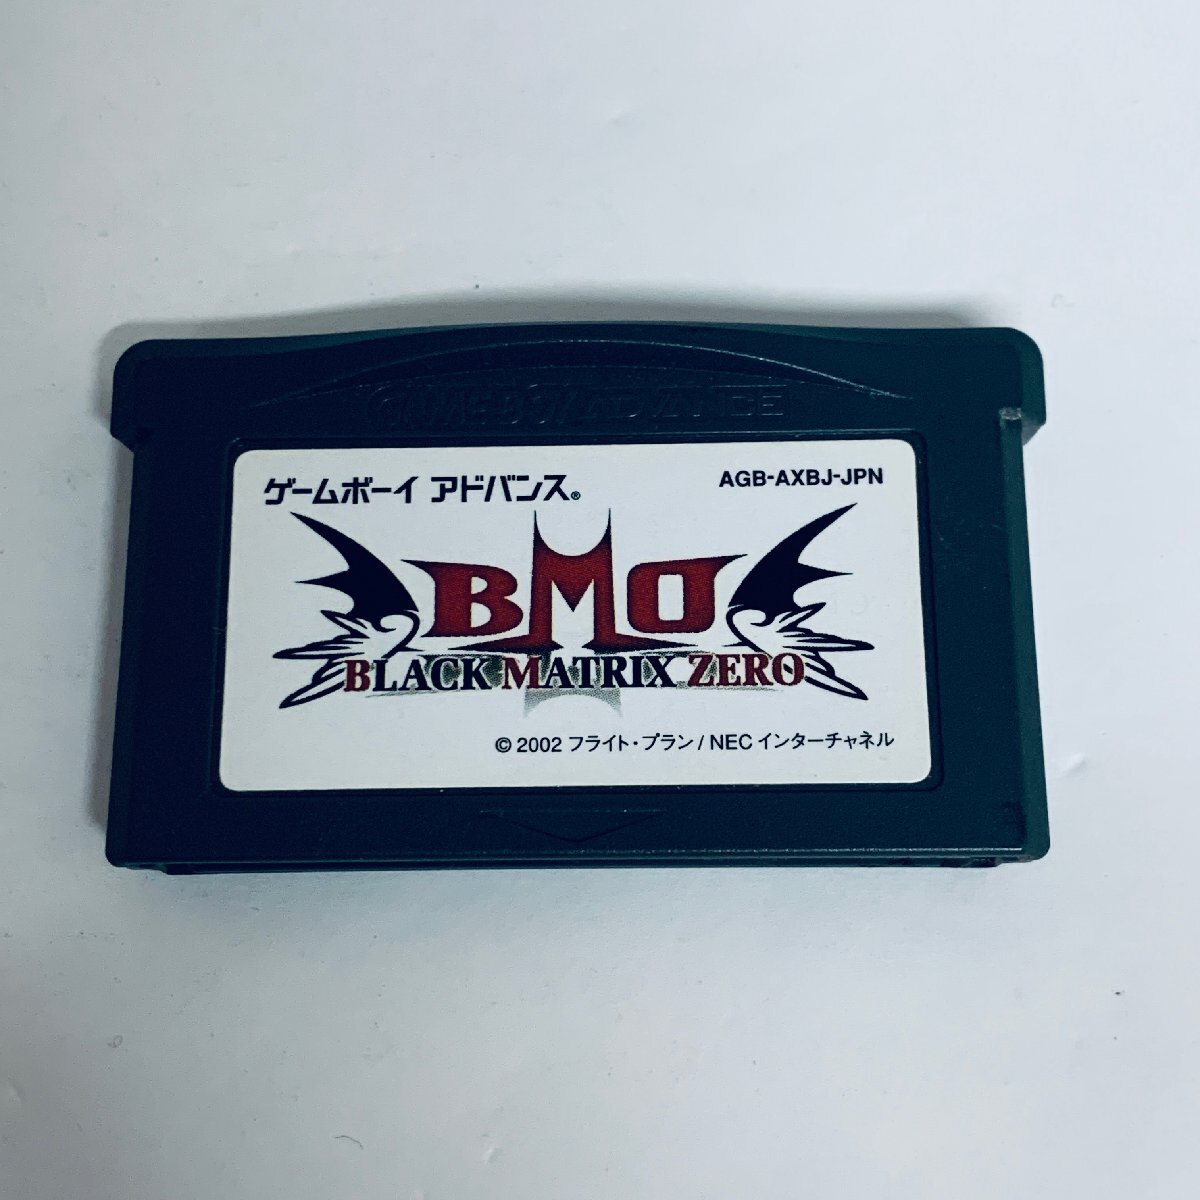 GAME BOY ADVANCE
ゲームボーイ アドバンス®
AGB-AXBJ-JPN
BMO
BLACK MATRIX ZERO
© 2002 フライト・プラン / NEC インターチャネル